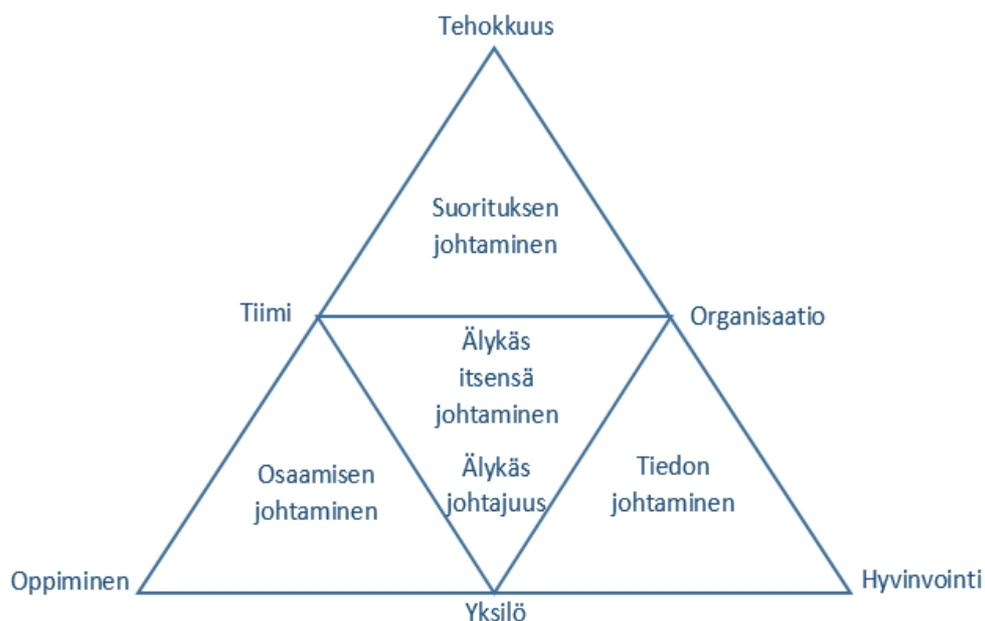 Tehokkuus
Suorituksen
johtaminen
Tiimi
Organisaatio
Älykäs
itsensä
johtaminen
Älykäs
johtajuus
Osaamisen
johtaminen
Tiedon
johtaminen
Oppiminen
Hyvinvointi
Yksilö